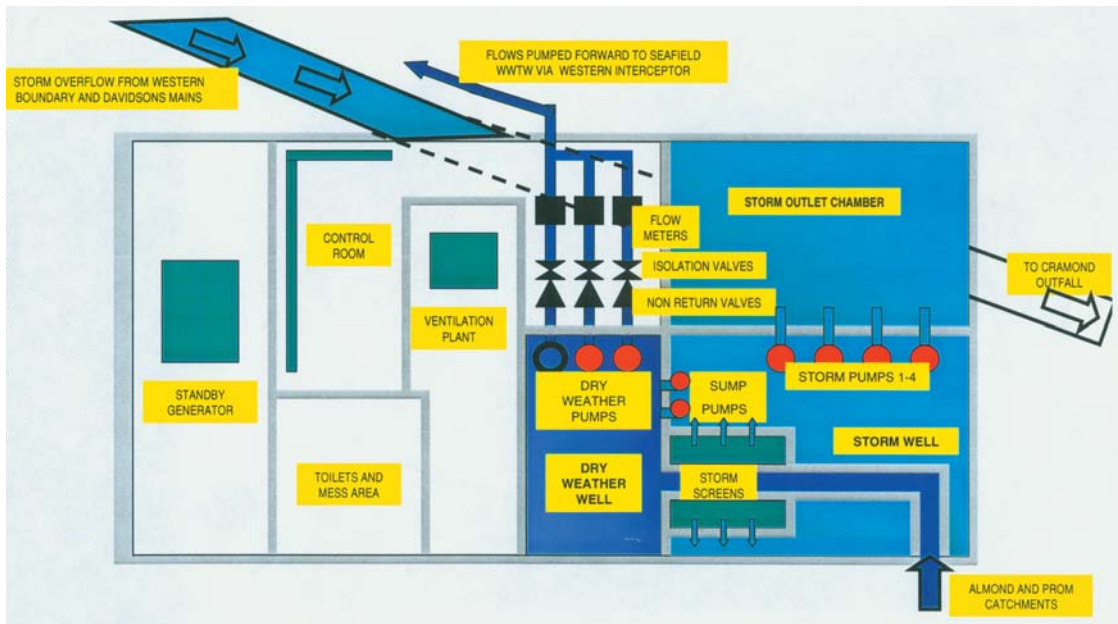 FLOWS PUMPED FORWARD TO SEAFIELD
WWTW VIA WESTERN INTERCEPTOR
STORM OVERFLOW FROM WESTERN
BOUNDARY AND DAVIDSONS MAINS
STORM OUTLET CHAMBER
FLOW
METERS
CONTROL
ROOM
ISOLATION VALVES
TO CRAMOND
OUTFALL
NON RETURN VALVES
VENTILATION
PLANT
STANDBY
GENERATOR
DRY
WEATHER
PUMPS
SUMP
PUMPS
STORM PUMPS 1-4
STORM WELL
TOILETS AND
MESS AREA
DRY
WEATHER
WELL
STORM
SCREENS
ALMOND AND PROM
CATCHMENTS